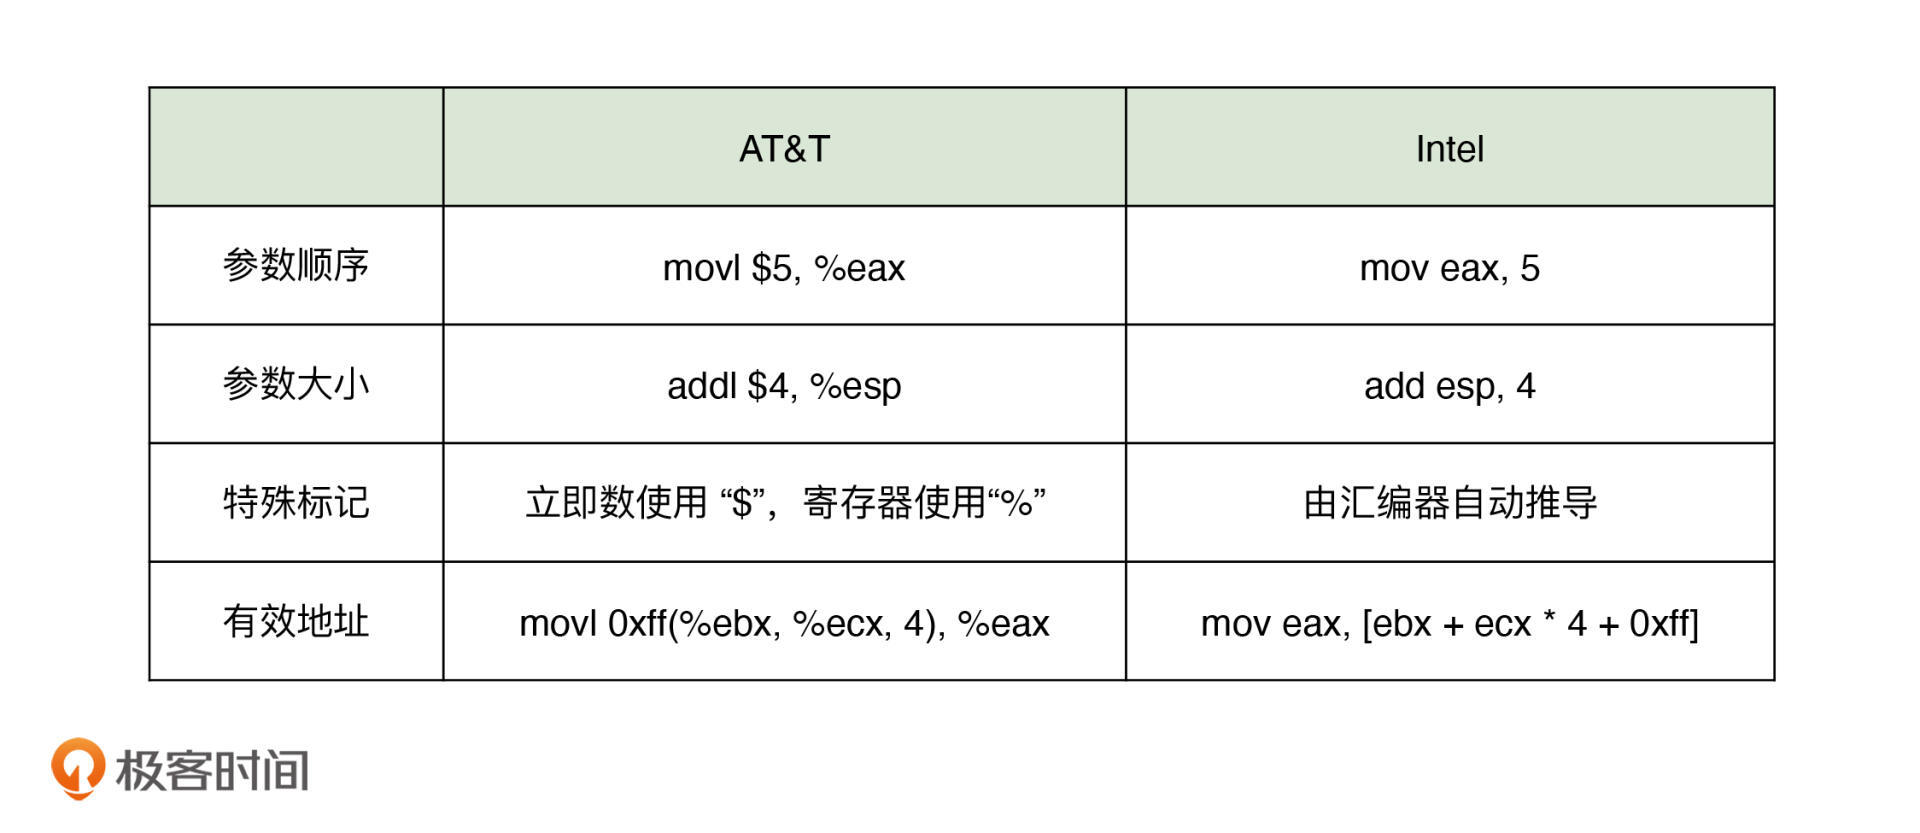 AT&T Intel
参数顺序 movl $5, %eax mov eax, 5
参数大小 addl $4, %esp add esp, 4
特殊标记 立即数使用 “$”，寄存器使用“%” 由汇编器自动推导
有效地址 movl 0xff(%ebx, %ecx, 4), %eax mov eax, [ebx + ecx * 4 + 0xff]
极客时间